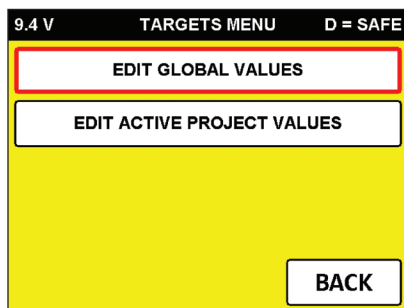 9.4 V TARGETS MENU D = SAFE
EDIT GLOBAL VALUES
EDIT ACTIVE PROJECT VALUES
BACK